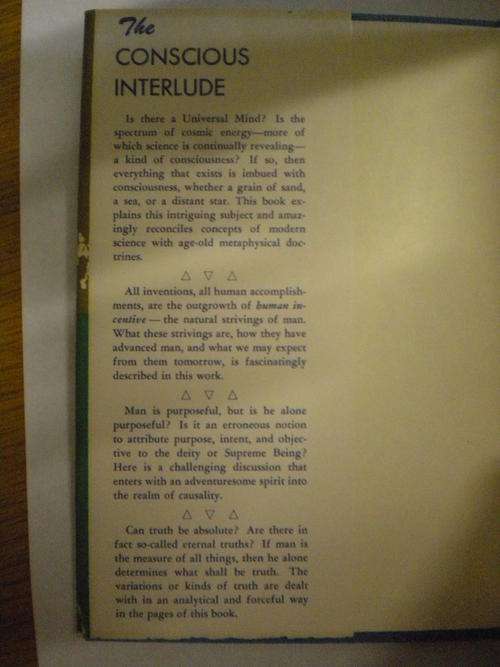 The
CONSCIOUS
INTERLUDE
Is there a Universal Mind? Is the
spectrum of cosmic energy—more of
which science is continually revealing—
a kind of consciousness? If so, then
everything that exists is imbued with
consciousness, whether a grain of sand,
a sea, or a distant star. This book ex-
plains this intriguing subject and amaz-
ingly reconciles concepts of modern
science with age-old metaphysical doc-
trines.
△ ▽ △
All inventions, all human accomplish-
ments, are the outgrowth of human in-
centive — the natural strivings of man.
What these strivings are, how they have
advanced man, and what we may expect
from them tomorrow, is fascinatingly
described in this work.
△ ▽ △
Man is purposeful, but is he alone
purposeful? Is it an erroneous notion
to attribute purpose, intent, and objec-
tive to the deity or Supreme Being?
Here is a challenging discussion that
enters with an adventuresome spirit into
the realm of causality.
△ ▽ △
Can truth be absolute? Are there in
fact so-called eternal truths? If man is
the measure of all things, then he alone
determines what shall be truth. The
variations or kinds of truth are dealt
with in an analytical and forceful way
in the pages of this book.